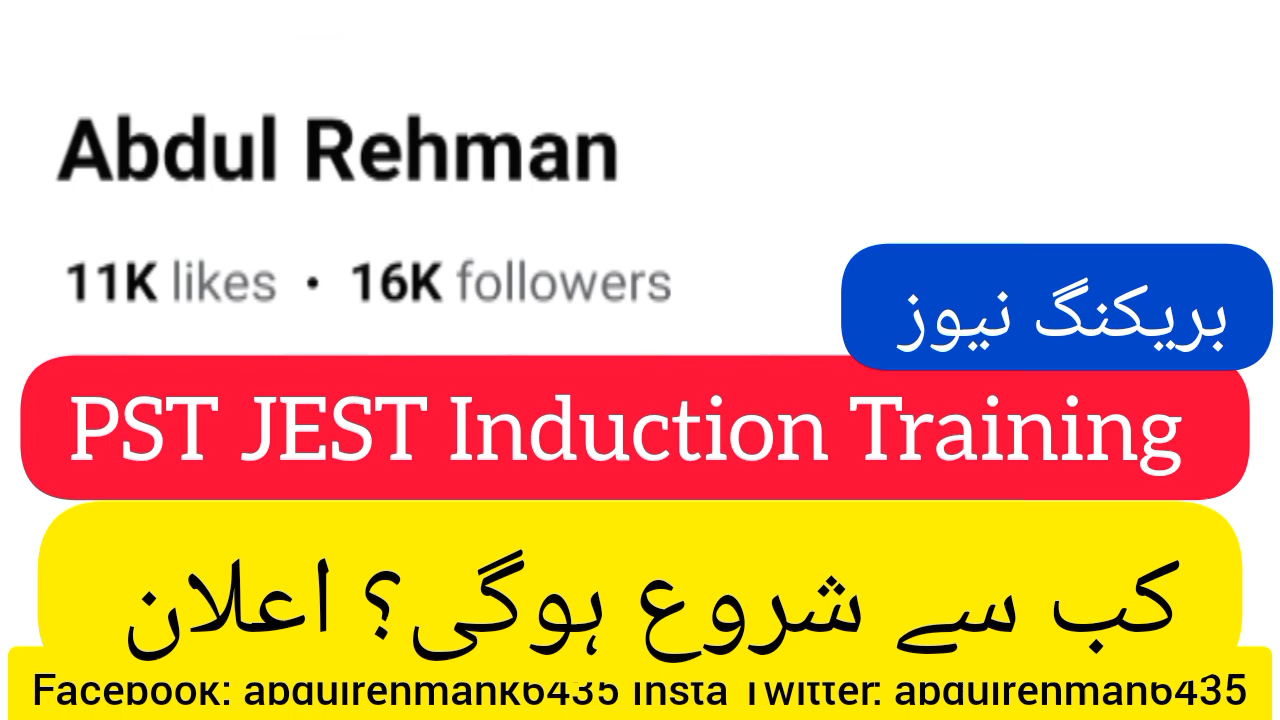 Abdul Rehman
11K likes • 16K followers
بریکنگ نیوز
PST JEST Induction Training
کب سے شروع ہوگی؟ اعلان
Facebook: abdulrehmank6435 Insta Twitter: abdulrehman6435